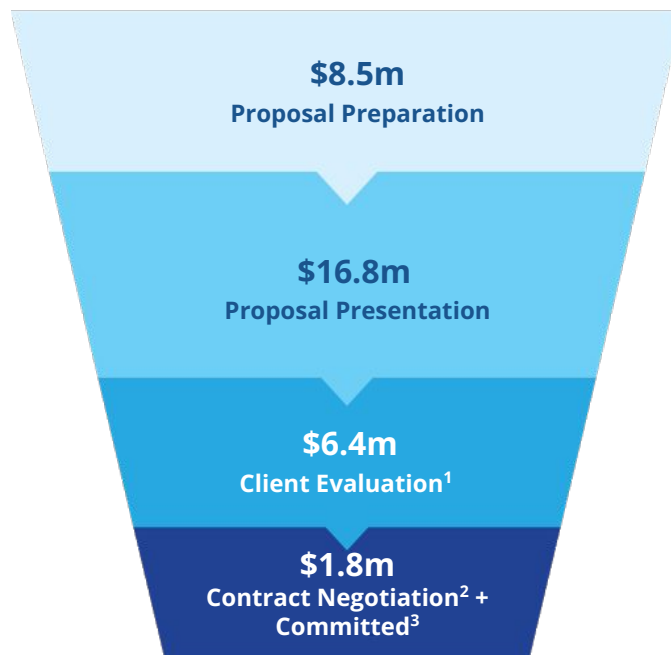 $8.5m
Proposal Preparation
$16.8m
Proposal Presentation
$6.4m
Client Evaluation¹
$1.8m
Contract Negotiation² +
Committed³